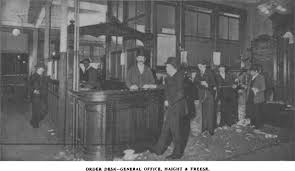 ORDER DESK—GENERAL OFFICE, HAIGHT & FREESE.